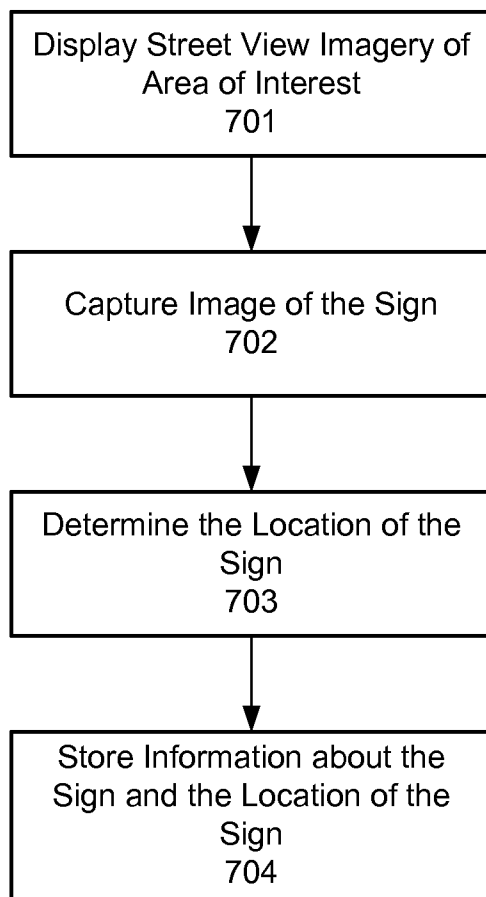 Display Street View Imagery of
Area of Interest
701
Capture Image of the Sign
702
Determine the Location of the
Sign
703
Store Information about the
Sign and the Location of the
Sign
704